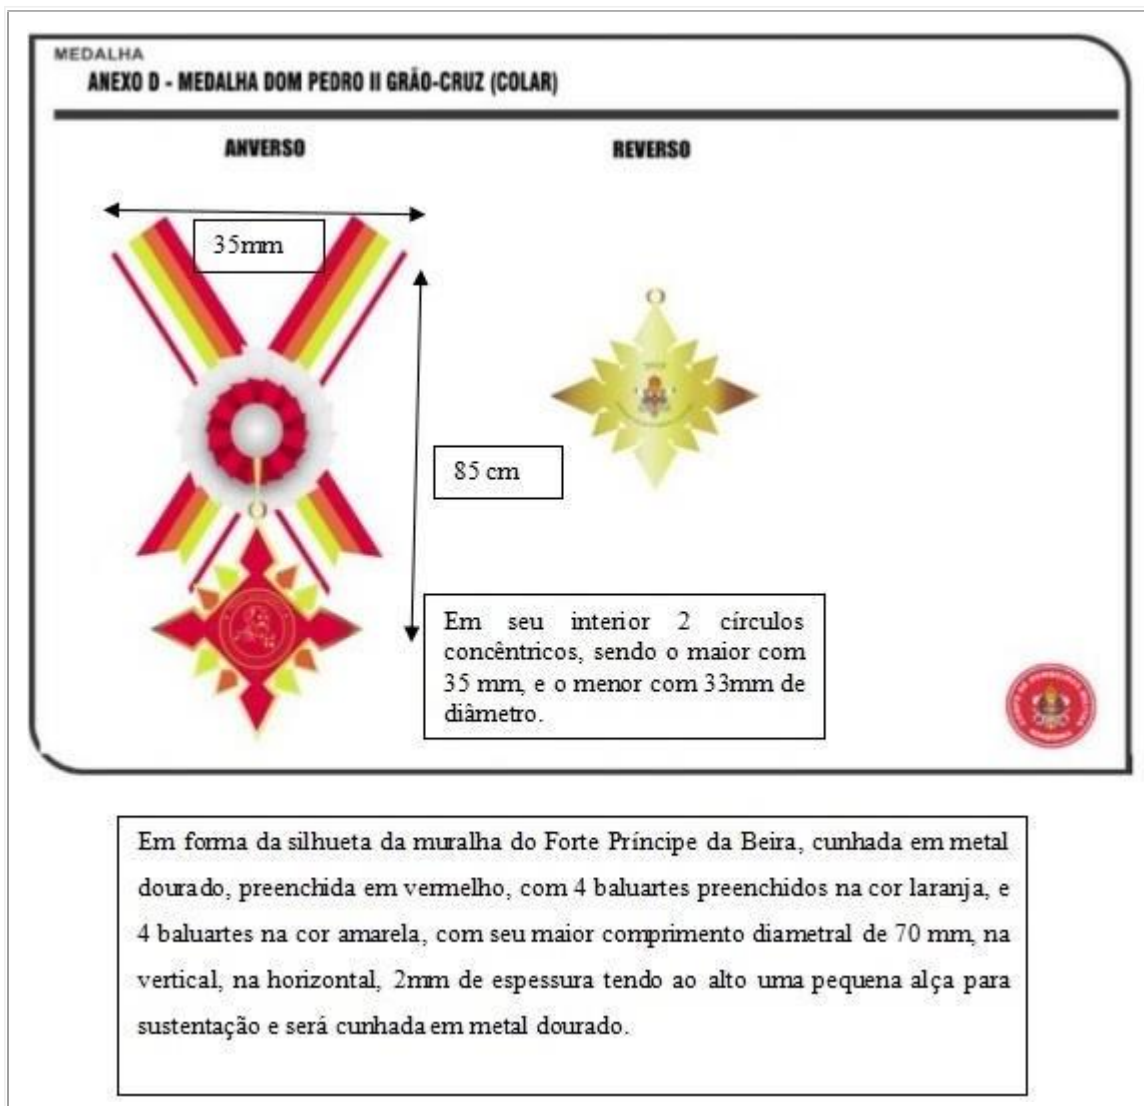 MEDALHA
ANEXO D - MEDALHA DOM PEDRO II GRÃO-CRUZ (COLAR)
ANVERSO
REVERSO
35mm
85 cm
Em seu interior 2 círculos
concêntricos, sendo o maior com
35 mm, e o menor com 33mm de
diâmetro.
Em forma da silhueta da muralha do Forte Príncipe da Beira, cunhada em metal
dourado, preenchida em vermelho, com 4 baluartes preenchidos na cor laranja, e
4 baluartes na cor amarela, com seu maior comprimento diametral de 70 mm, na
vertical, na horizontal, 2mm de espessura tendo ao alto uma pequena alça para
sustentação e será cunhada em metal dourado.